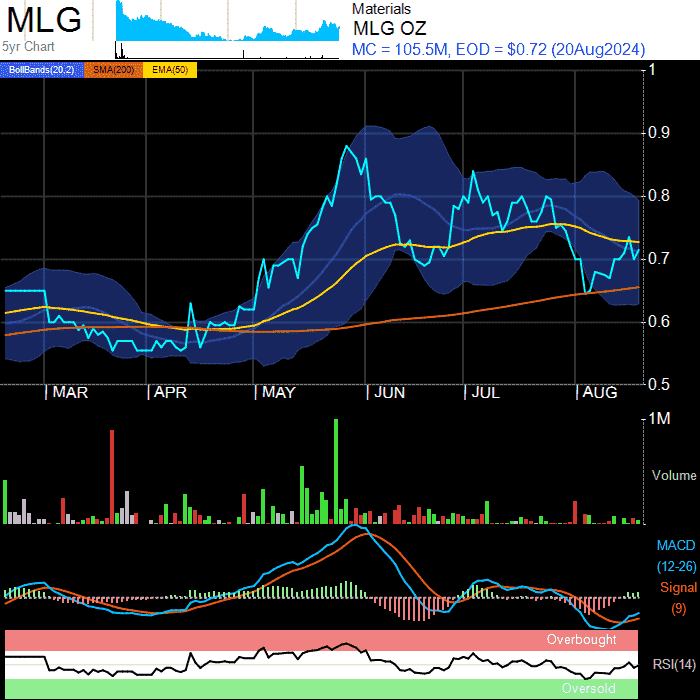 MLG
5yr Chart
Materials
MLG OZ
MC = 105.5M, EOD = $0.72 (20Aug2024)
BollBands(20,2) SMA(200) EMA(50)
1
0.9
0.8
0.7
0.6
0.5
MAR APR MAY JUN JUL AUG
1M
Volume
MACD
(12-26)
Signal
(9)
Overbought
RSI(14)
Oversold